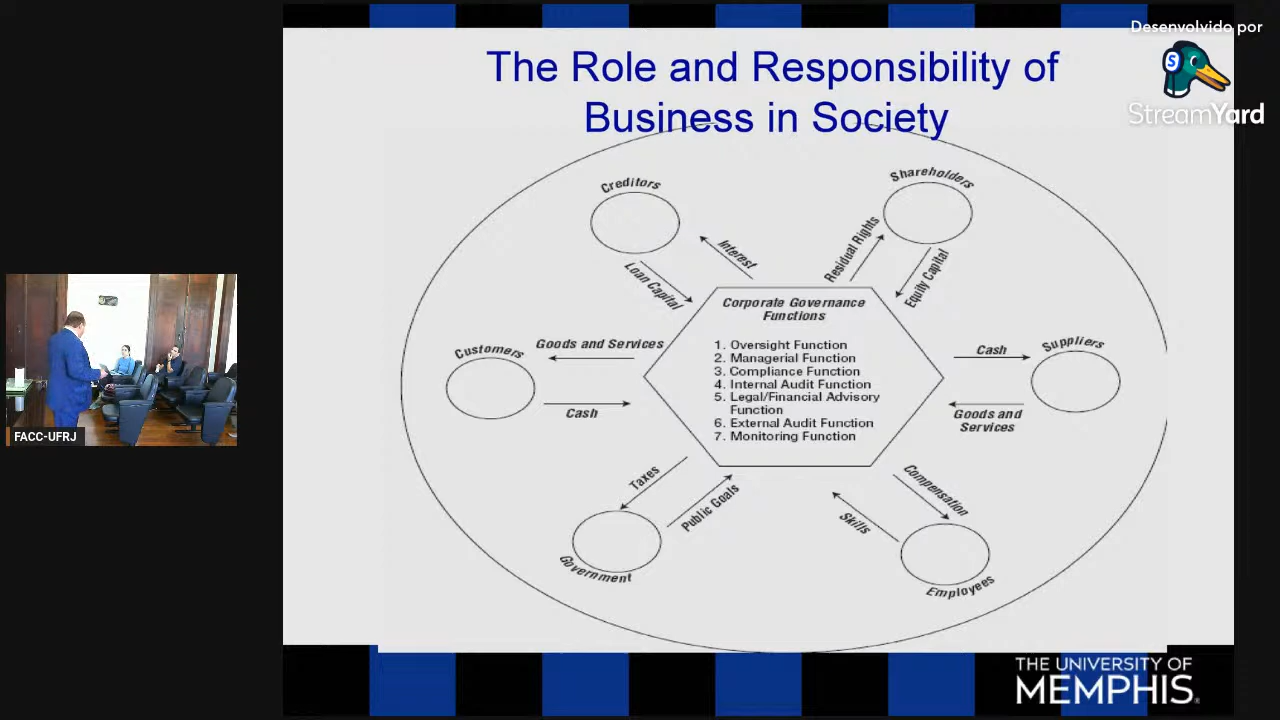 The Role and Responsibility of
Business in Society
Desenvolvido por
StreamYard
Creditors
Shareholders
Interest
Loan Capital
Residual Rights
Equity Capital
Corporate Governance
Functions
1. Oversight Function
2. Managerial Function
3. Compliance Function
4. Internal Audit Function
5. Legal/Financial Advisory
Function
6. External Audit Function
7. Monitoring Function
Customers
Goods and Services
Cash
Cash
Suppliers
Goods and
Services
Taxes
Public Goals
Government
Compensation
Skills
Employees
FACC-UFRJ
THE UNIVERSITY OF
MEMPHIS